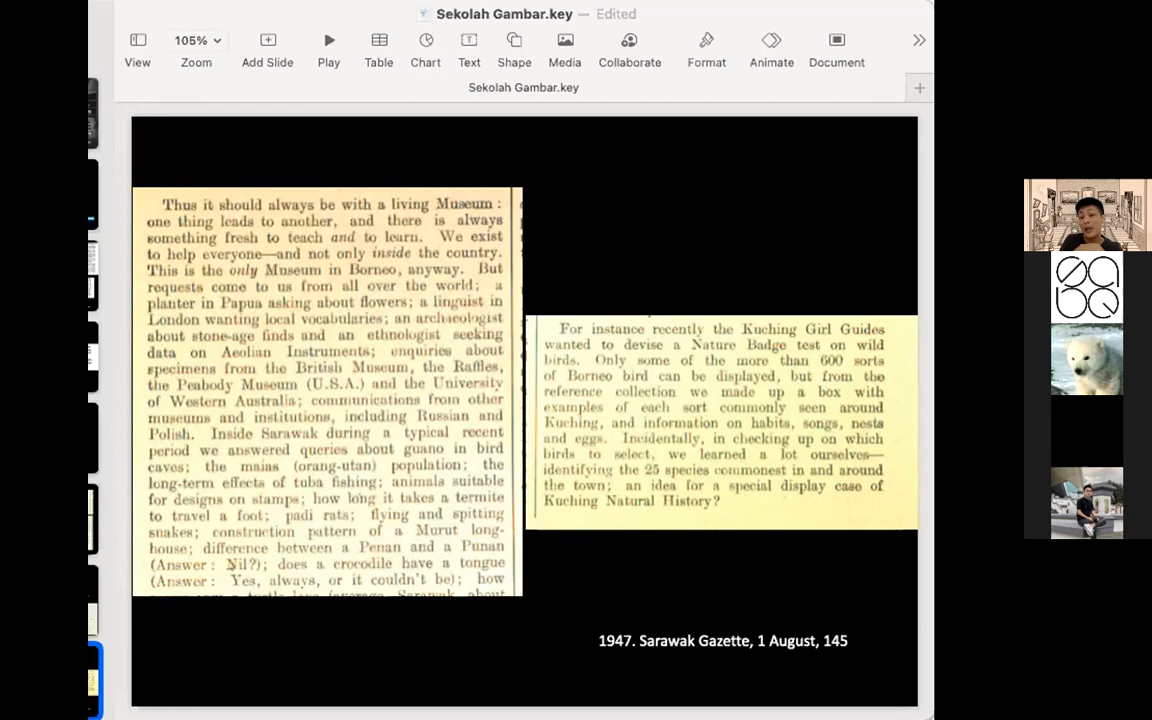 Sekolah Gambar.key — Edited
105%
View
Zoom
Add Slide
Play
Table
Chart
Text
Shape
Media
Collaborate
Format
Animate
Document
Sekolah Gambar.key
Thus it should always be with a living Museum :
one thing leads to another, and there is always
something fresh to teach and to learn. We exist
to help everyone—and not only inside the country.
This is the only Museum in Borneo, anyway. But
requests come to us from all over the world; a
planter in Papua asking about flowers; a linguist in
London wanting local vocabularies; an archaeologist
about stone-age finds and an ethnologist seeking
data on Aeolian Instruments; enquiries about
specimens from the British Museum, the Raffles,
the Peabody Museum (U.S.A.) and the University
of Western Australia; communications from other
museums and institutions, including Russian and
Polish. Inside Sarawak during a typical recent
period we answered queries about guano in bird
caves; the maias (orang-utan) population; the
long-term effects of tuba fishing; animals suitable
for designs on stamps; how long it takes a termite
to travel a foot; padi rats; flying and spitting
snakes; construction pattern of a Murut long-
house; difference between a Penan and a Punan
(Answer : Nil?); does a crocodile have a tongue
(Answer : Yes, always, or it couldn't be); how
For instance recently the Kuching Girl Guides
wanted to devise a Nature Badge test on wild
birds. Only some of the more than 600 sorts
of Borneo bird can be displayed, but from the
reference collection we made up a box with
examples of each sort commonly seen around
Kuching, and information on habits, songs, nests
and eggs. Incidentally, in checking up on which
birds to select, we learned a lot ourselves—
identifying the 25 species commonest in and around
the town; an idea for a special display case of
Kuching Natural History?
1947. Sarawak Gazette, 1 August, 145